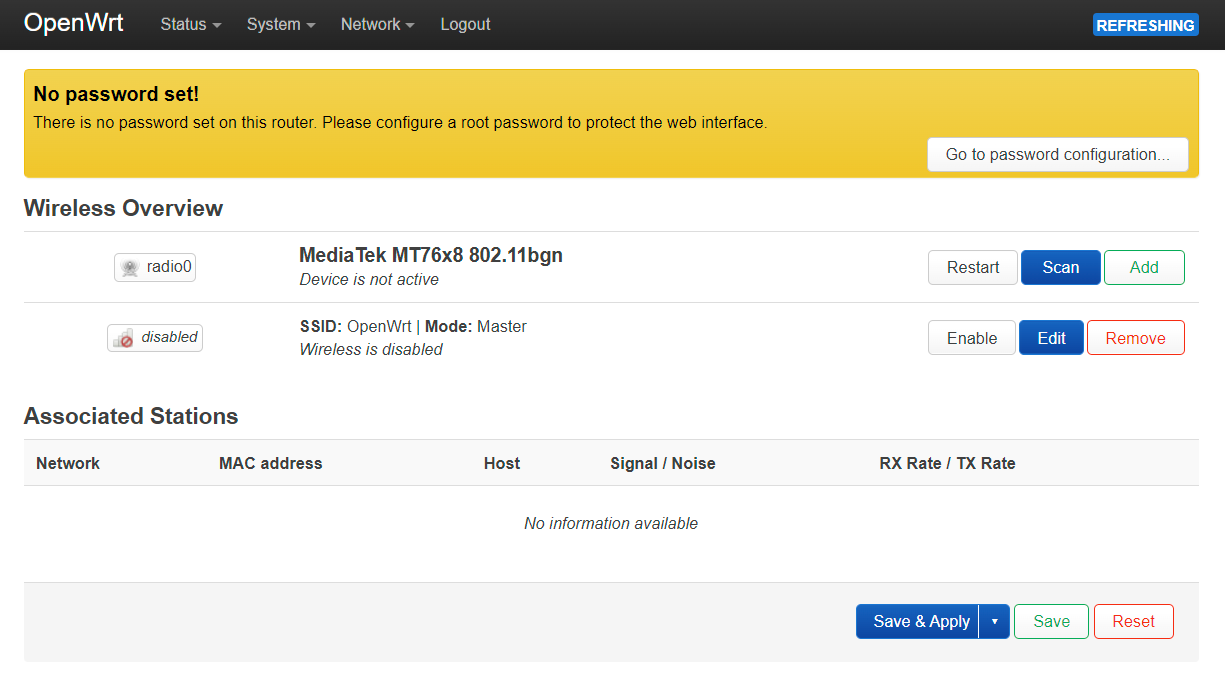 OpenWrt Status System Network Logout REFRESHING
No password set!
There is no password set on this router. Please configure a root password to protect the web interface.
Go to password configuration...
Wireless Overview
radio0 MediaTek MT76x8 802.11bgn Restart Scan Add
Device is not active
disabled SSID: OpenWrt | Mode: Master Enable Edit Remove
Wireless is disabled
Associated Stations
Network MAC address Host Signal / Noise RX Rate / TX Rate
No information available
Save & Apply Save Reset